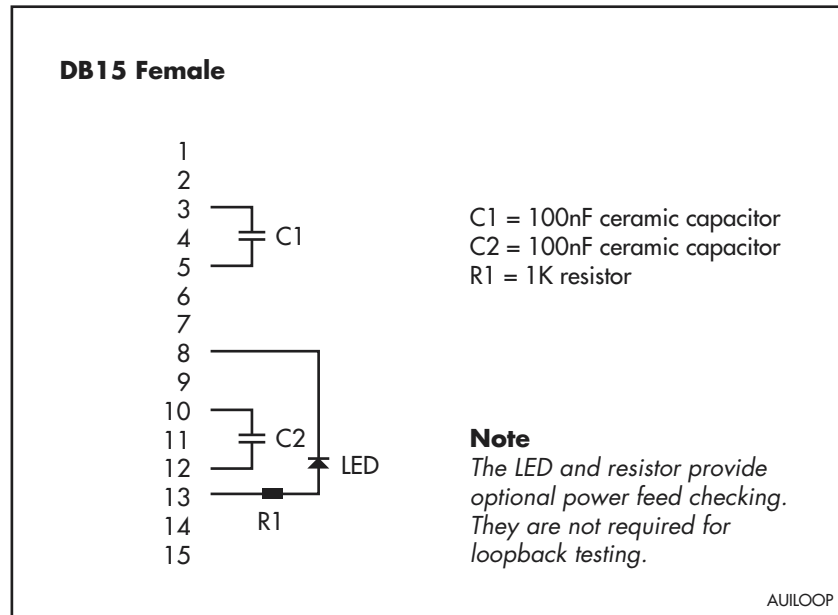 DB15 Female
1
2
3
4
5
C1
6
7
8
9
10
11
12
C2
LED
13
R1
14
15
C1 = 100nF ceramic capacitor
C2 = 100nF ceramic capacitor
R1 = 1K resistor
Note
The LED and resistor provide
optional power feed checking.
They are not required for
loopback testing.
AUILOOP